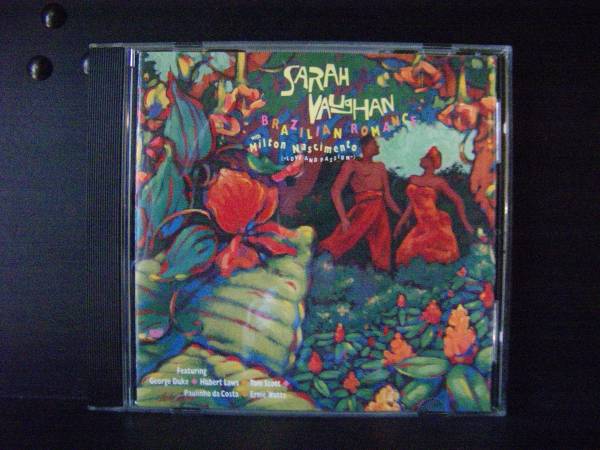 SARAH
VAUGHAN
BRAZILIAN ROMANCE
WITH
Milton Nascimento
("LOVE AND PASSION")
Featuring
George Duke ◆ Hubert Laws Tom Scott ◆
Paulinho da Costa Ernie Watts